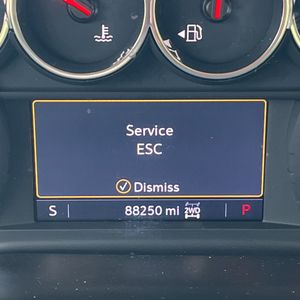 Service
ESC
Dismiss
S 88250 mi 2WD P